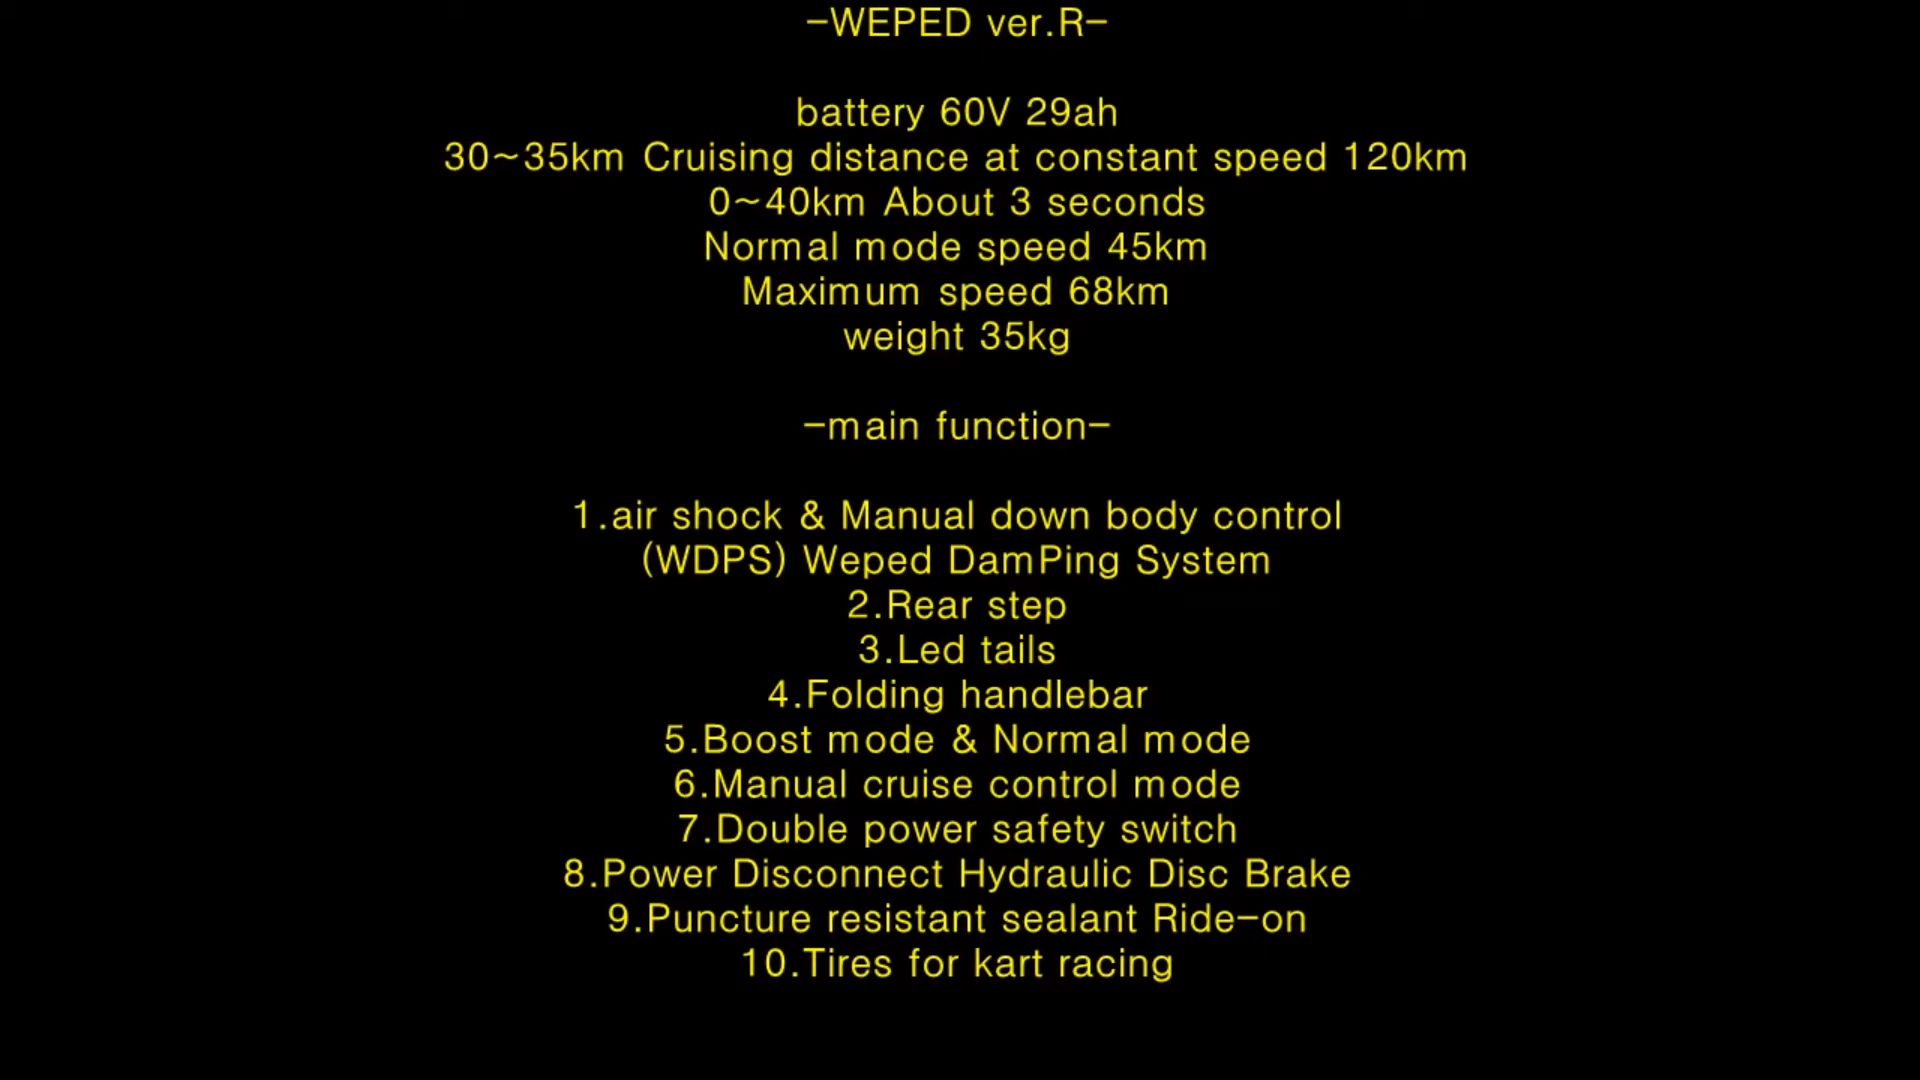 -WEPED ver.R-
battery 60V 29ah
30~35km Cruising distance at constant speed 120km
0~40km About 3 seconds
Normal mode speed 45km
Maximum speed 68km
weight 35kg
-main function-
1.air shock & Manual down body control
(WDPS) Weped DamPing System
2.Rear step
3.Led tails
4.Folding handlebar
5.Boost mode & Normal mode
6.Manual cruise control mode
7.Double power safety switch
8.Power Disconnect Hydraulic Disc Brake
9.Puncture resistant sealant Ride-on
10.Tires for kart racing